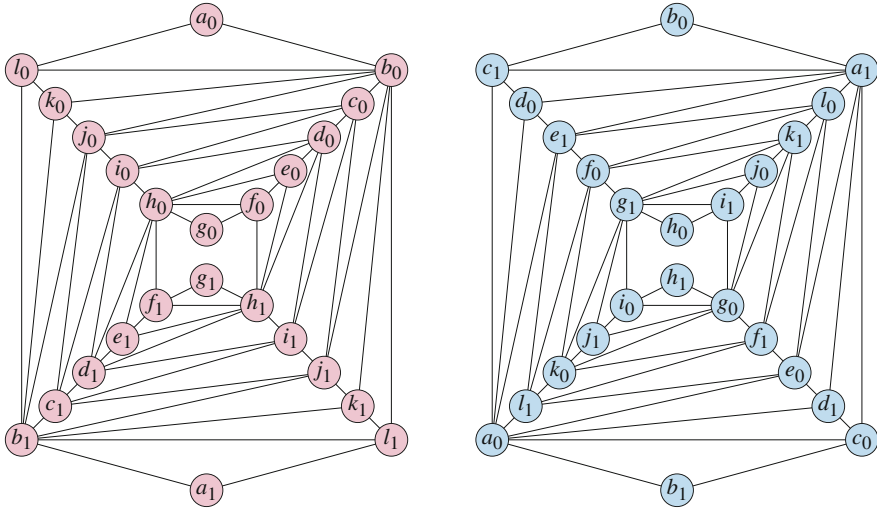 a0 b0
l0 b0 c1 a1
k0 c0 d0 l0
j0 d0 e1 k1
i0 e0 f0 j0
h0 f0 g1 i1
g0 h0
g1 h1
f1 h1 i0 g0
e1 i1 j1 f1
d1 j1 k0 e0
c1 k1 l1 d1
b1 l1 a0 c0
a1 b1